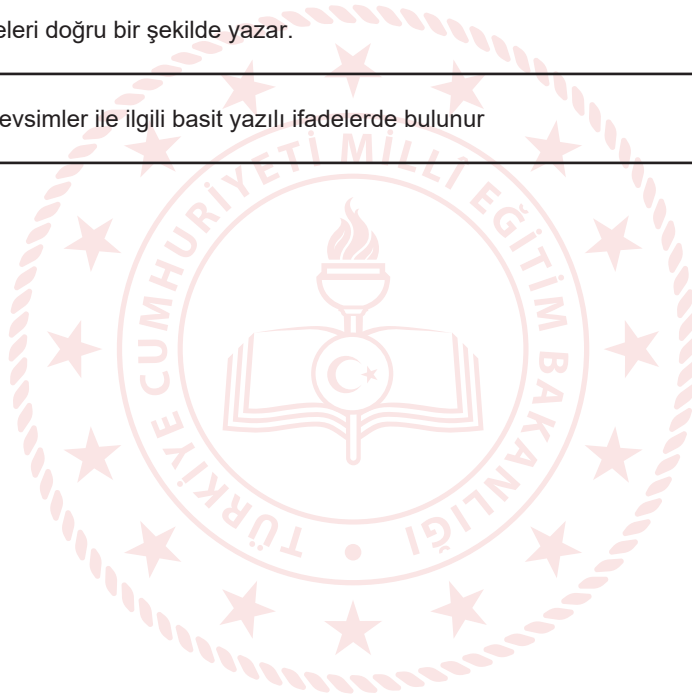 eleri doğru bir şekilde yazar.
evsimler ile ilgili basit yazılı ifadelerde bulunur
TÜRKİYE CUMHURİYETİ MİLLÎ EĞİTİM BAKANLIĞI